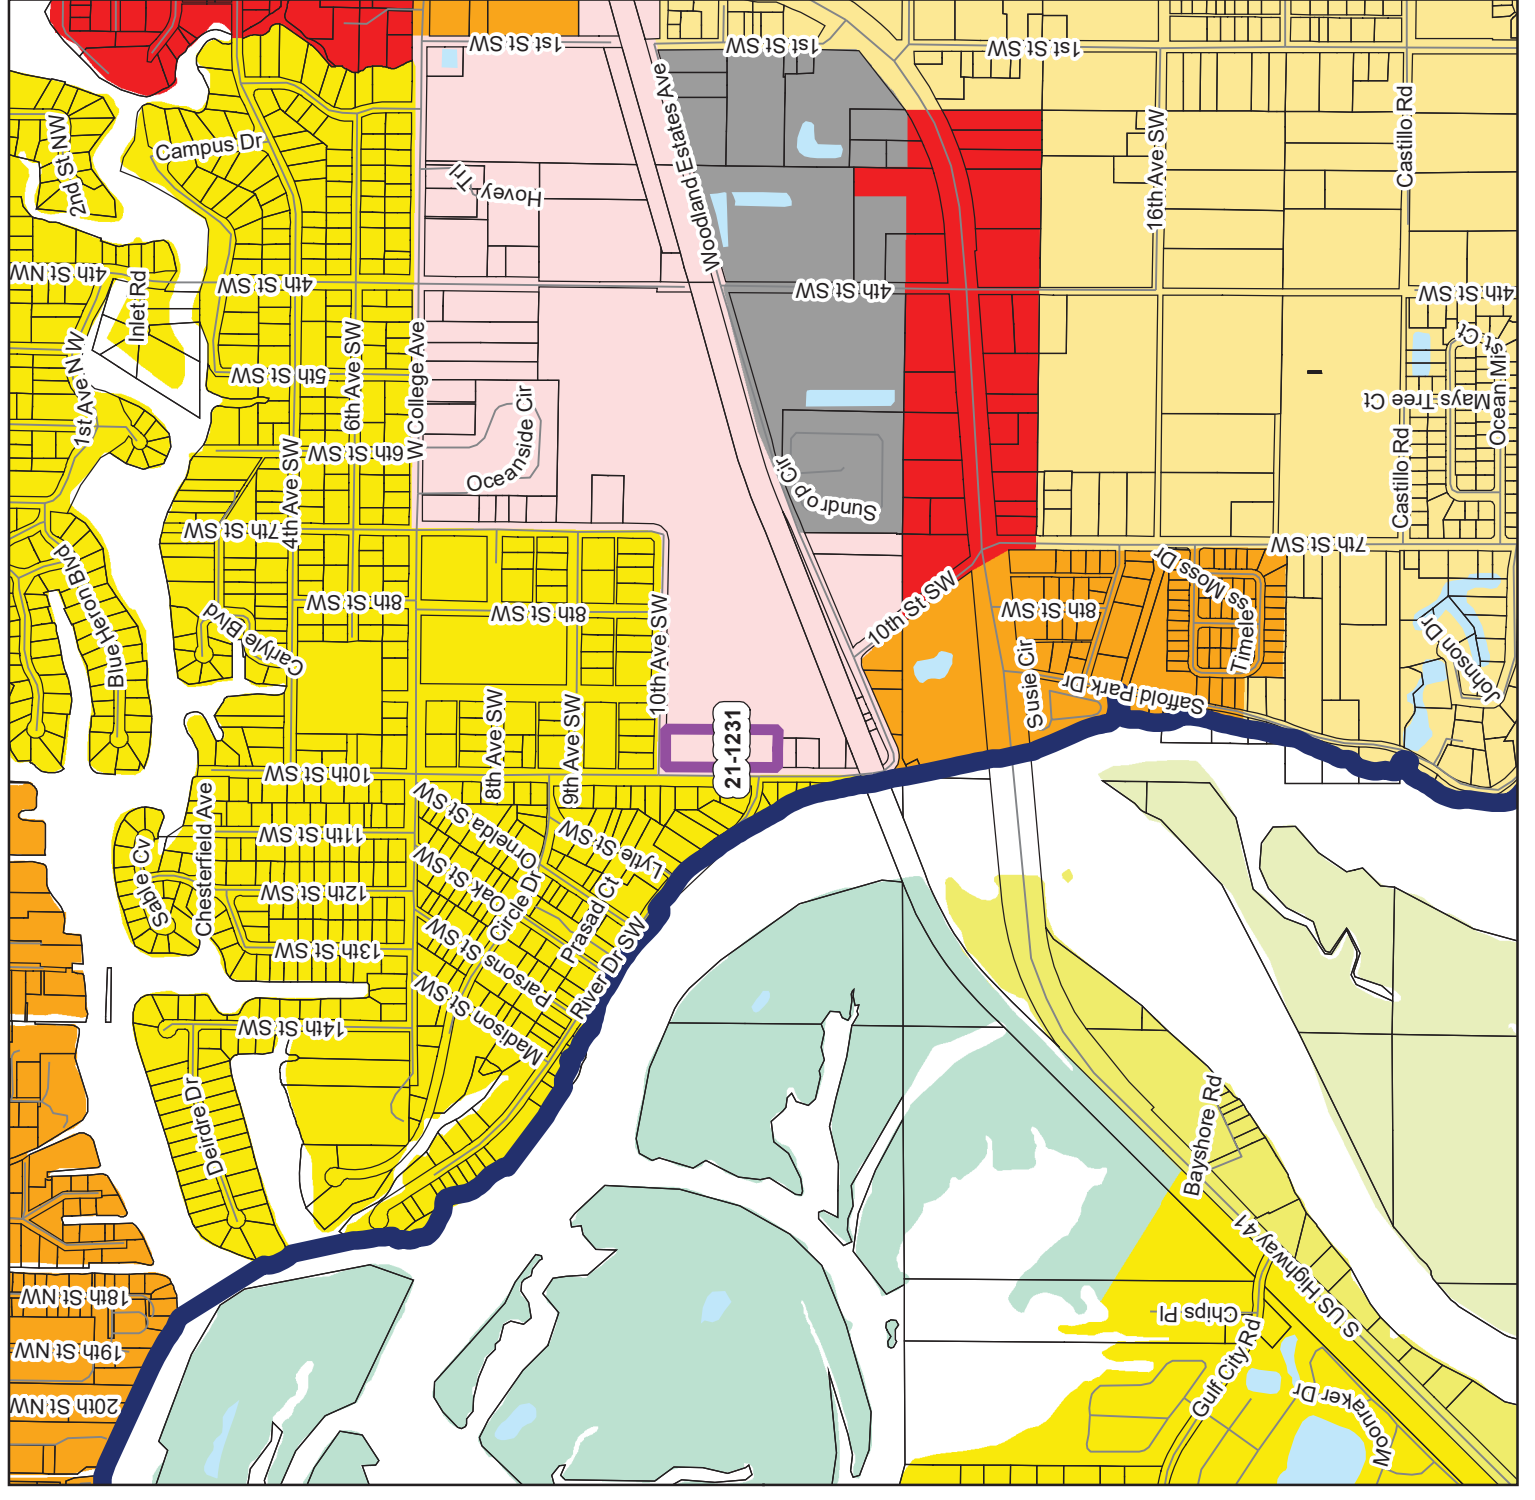 1st St SW
1st St SW
1st St SW
2nd St NW
Campus Dr
Hovey Trl
Woodland Estates Ave
16th Ave SW
Castillo Rd
4th St NW
Inlet Rd
4th St SW
4th St SW
4th St SW
1st Ave NW
5th St SW
6th Ave SW
W College Ave
Mays Tree Ct
Ocean Mist Ct
6th St SW
4th Ave SW
Oceanside Cir
Sundrop Cir
Castillo Rd
7th St SW
7th St SW
Blue Heron Blvd
Carlyle Blvd
8th St SW
8th St SW
10th Ave SW
10th St SW
8th St SW
Moss Dr
Timeless
Susie Cir
Saffold Park Dr
Johnson Dr
8th Ave SW
9th Ave SW
21-1231
10th St SW
Chesterfield Ave
Sable Cv
11th St SW
12th St SW
13th St SW
14th St SW
Orneida St SW
Oak St SW
Circle Dr
Lytle St SW
Prasad Ct
Parsons St SW
Madison St SW
River Dr SW
Deirdre Dr
Bayshore Rd
S US Highway 41
Chips Pl
Gulf City Rd
Moonraker Dr
18th St NW
19th St NW
20th St NW